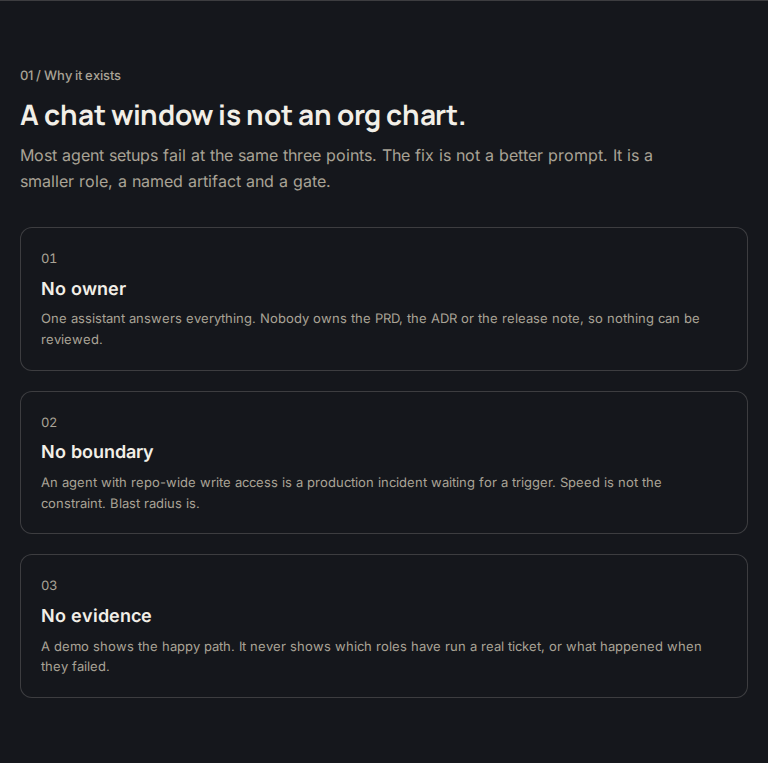 01 / Why it exists
A chat window is not an org chart.
Most agent setups fail at the same three points. The fix is not a better prompt. It is a
smaller role, a named artifact and a gate.
01
No owner
One assistant answers everything. Nobody owns the PRD, the ADR or the release note, so nothing can be
reviewed.
02
No boundary
An agent with repo-wide write access is a production incident waiting for a trigger. Speed is not the
constraint. Blast radius is.
03
No evidence
A demo shows the happy path. It never shows which roles have run a real ticket, or what happened when
they failed.